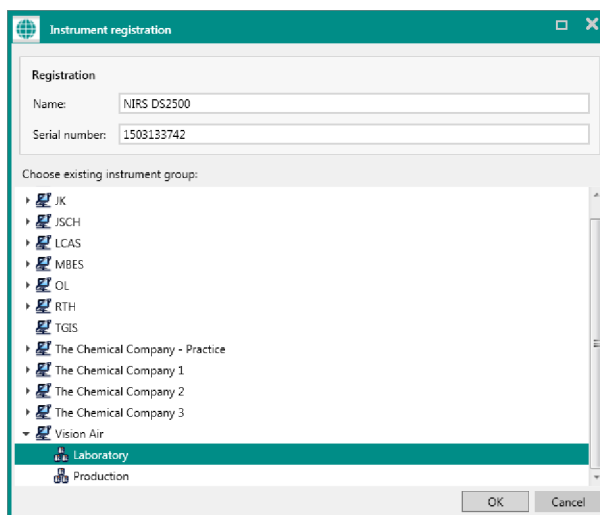 Instrument registration
Registration
Name: NIRS DS2500
Serial number: 1503133742
Choose existing instrument group:
JK
JSCH
LCAS
MBES
OL
RTH
TGIS
The Chemical Company - Practice
The Chemical Company 1
The Chemical Company 2
The Chemical Company 3
Vision Air
Laboratory
Production
OK Cancel